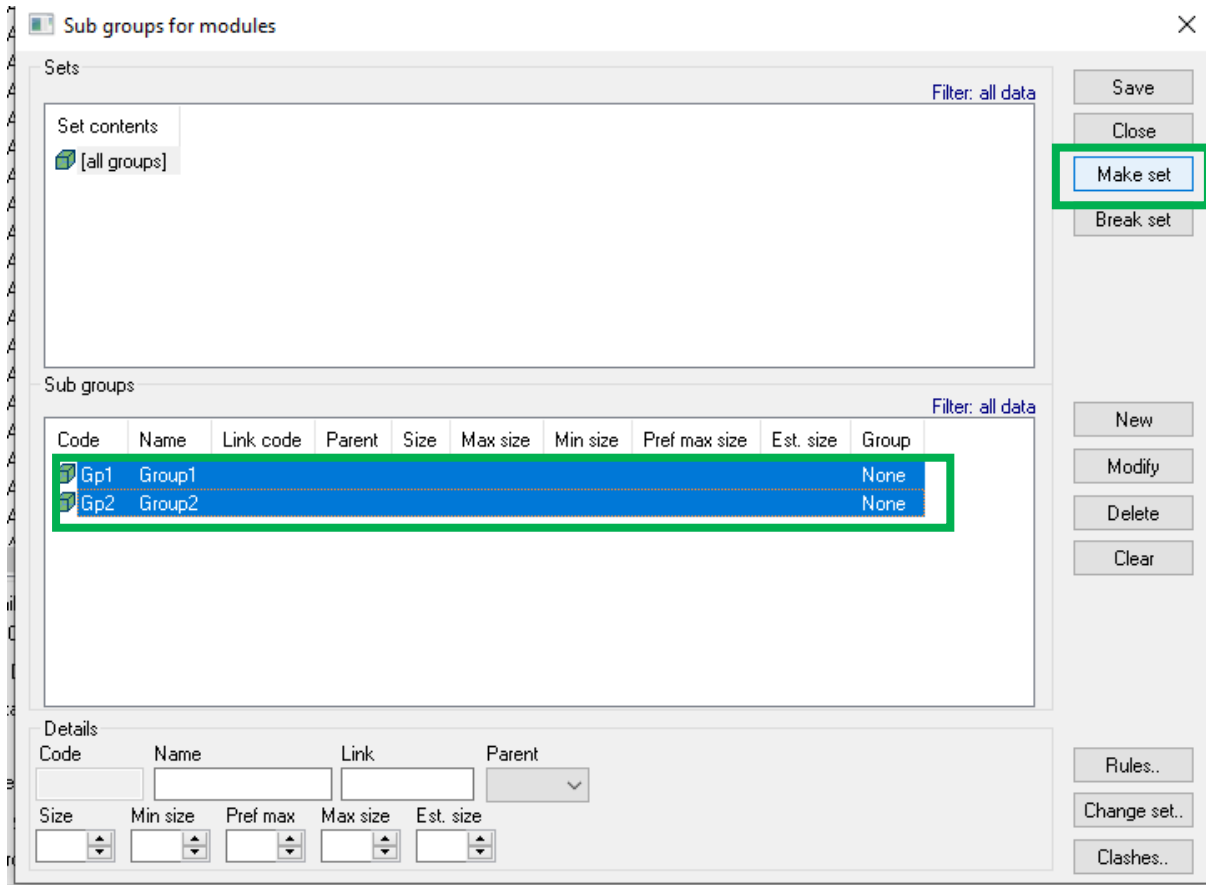 Sub groups for modules
Sets
Filter: all data
Save
Set contents
Close
[all groups]
Make set
Break set
Sub groups
Filter: all data
New
Code Name Link code Parent Size Max size Min size Pref max size Est. size Group
Modify
Gp1 Group1 None
Gp2 Group2 None
Delete
Clear
Details
Code Name Link Parent
Rules..
Size Min size Pref max Max size Est. size
Change set..
Clashes..